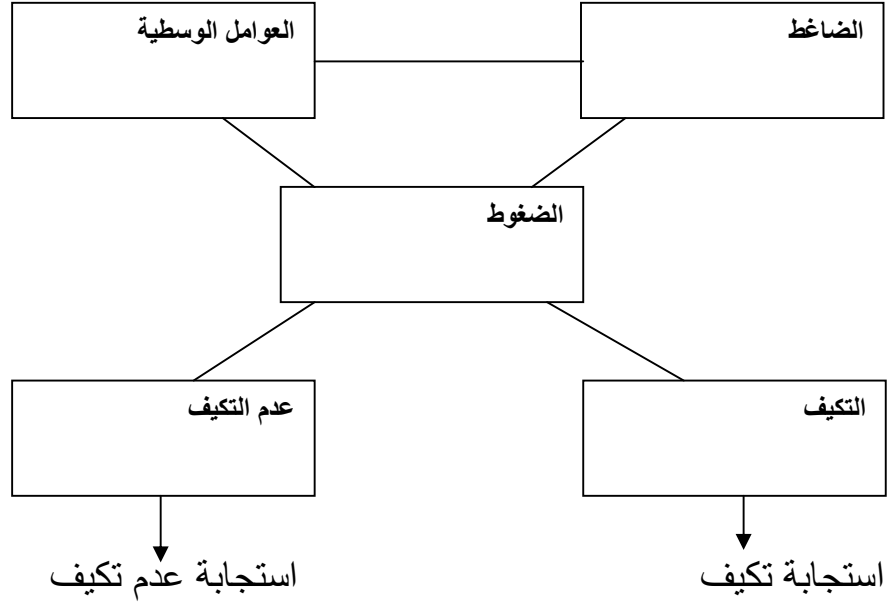 الضاغط
العوامل الوسطية
الضغوط
التكيف
عدم التكيف
استجابة تكيف
استجابة عدم تكيف